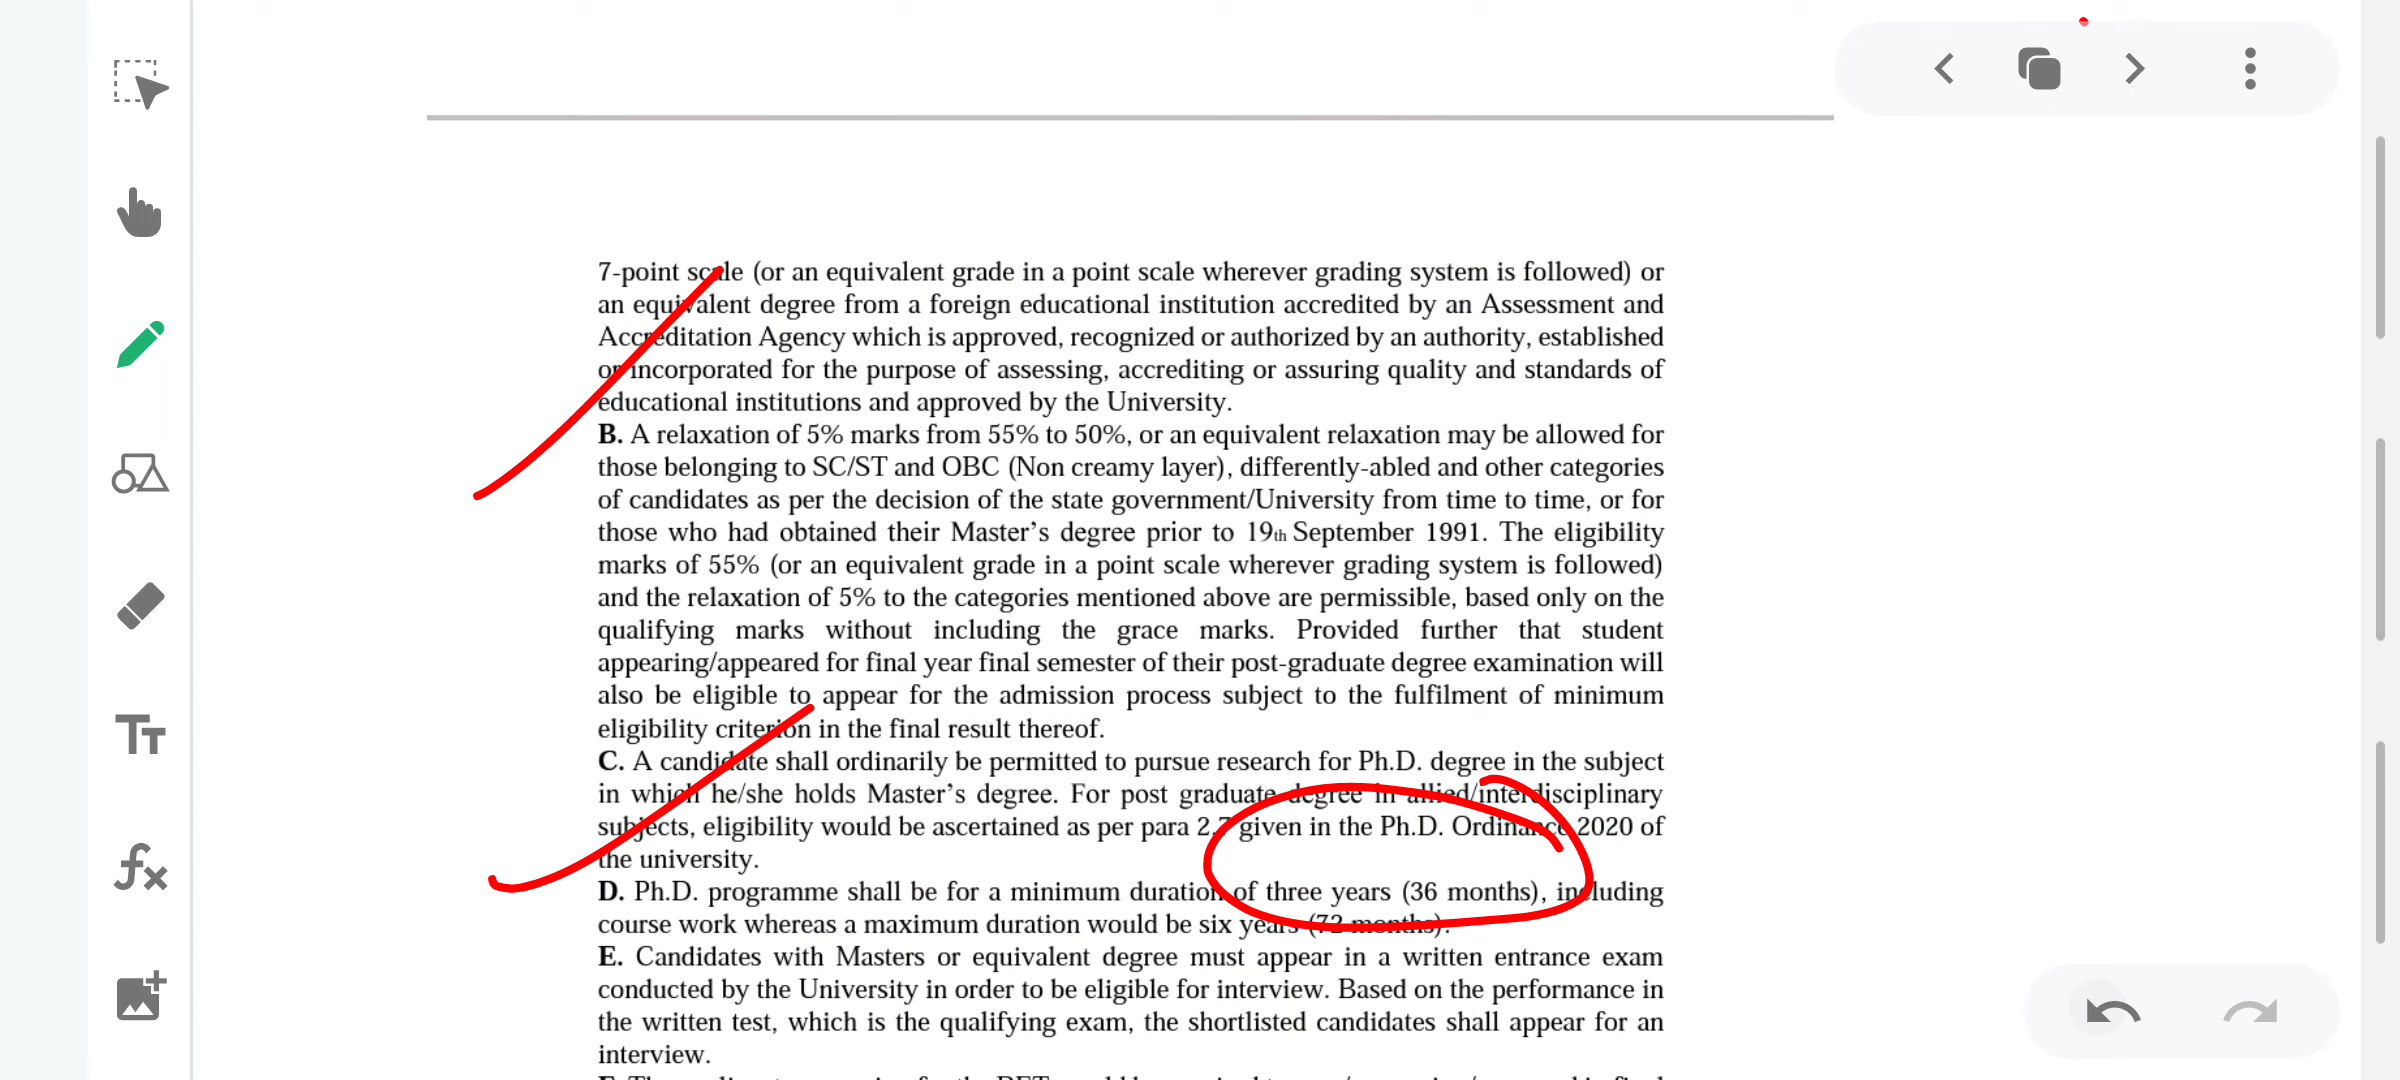 7-point scale (or an equivalent grade in a point scale wherever grading system is followed) or
an equivalent degree from a foreign educational institution accredited by an Assessment and
Accreditation Agency which is approved, recognized or authorized by an authority, established
or incorporated for the purpose of assessing, accrediting or assuring quality and standards of
educational institutions and approved by the University.
B. A relaxation of 5% marks from 55% to 50%, or an equivalent relaxation may be allowed for
those belonging to SC/ST and OBC (Non creamy layer), differently-abled and other categories
of candidates as per the decision of the state government/University from time to time, or for
those who had obtained their Master's degree prior to 19th September 1991. The eligibility
marks of 55% (or an equivalent grade in a point scale wherever grading system is followed)
and the relaxation of 5% to the categories mentioned above are permissible, based only on the
qualifying marks without including the grace marks. Provided further that student
appearing/appeared for final year final semester of their post-graduate degree examination will
also be eligible to appear for the admission process subject to the fulfilment of minimum
eligibility criterion in the final result thereof.
C. A candidate shall ordinarily be permitted to pursue research for Ph.D. degree in the subject
in which he/she holds Master's degree. For post graduate degree in allied/interdisciplinary
subjects, eligibility would be ascertained as per para 2.7 given in the Ph.D. Ordinance 2020 of
the university.
D. Ph.D. programme shall be for a minimum duration of three years (36 months), including
course work whereas a maximum duration would be six years (72 months).
E. Candidates with Masters or equivalent degree must appear in a written entrance exam
conducted by the University in order to be eligible for interview. Based on the performance in
the written test, which is the qualifying exam, the shortlisted candidates shall appear for an
interview.